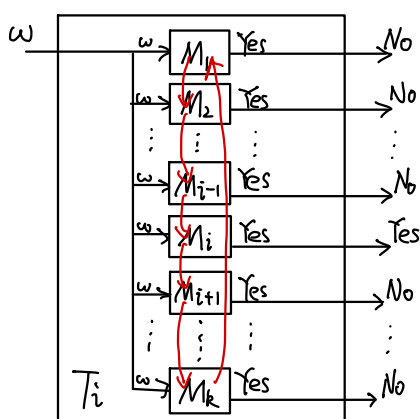 ω
ω M₁ Yes No
ω M₂ Yes No
⋮ ⋮ ⋮ ⋮
ω Mᵢ₋₁ Yes No
ω Mᵢ Yes Yes
ω Mᵢ₊₁ Yes No
⋮ ⋮ ⋮ ⋮
ω Mₖ Yes No
Tᵢ